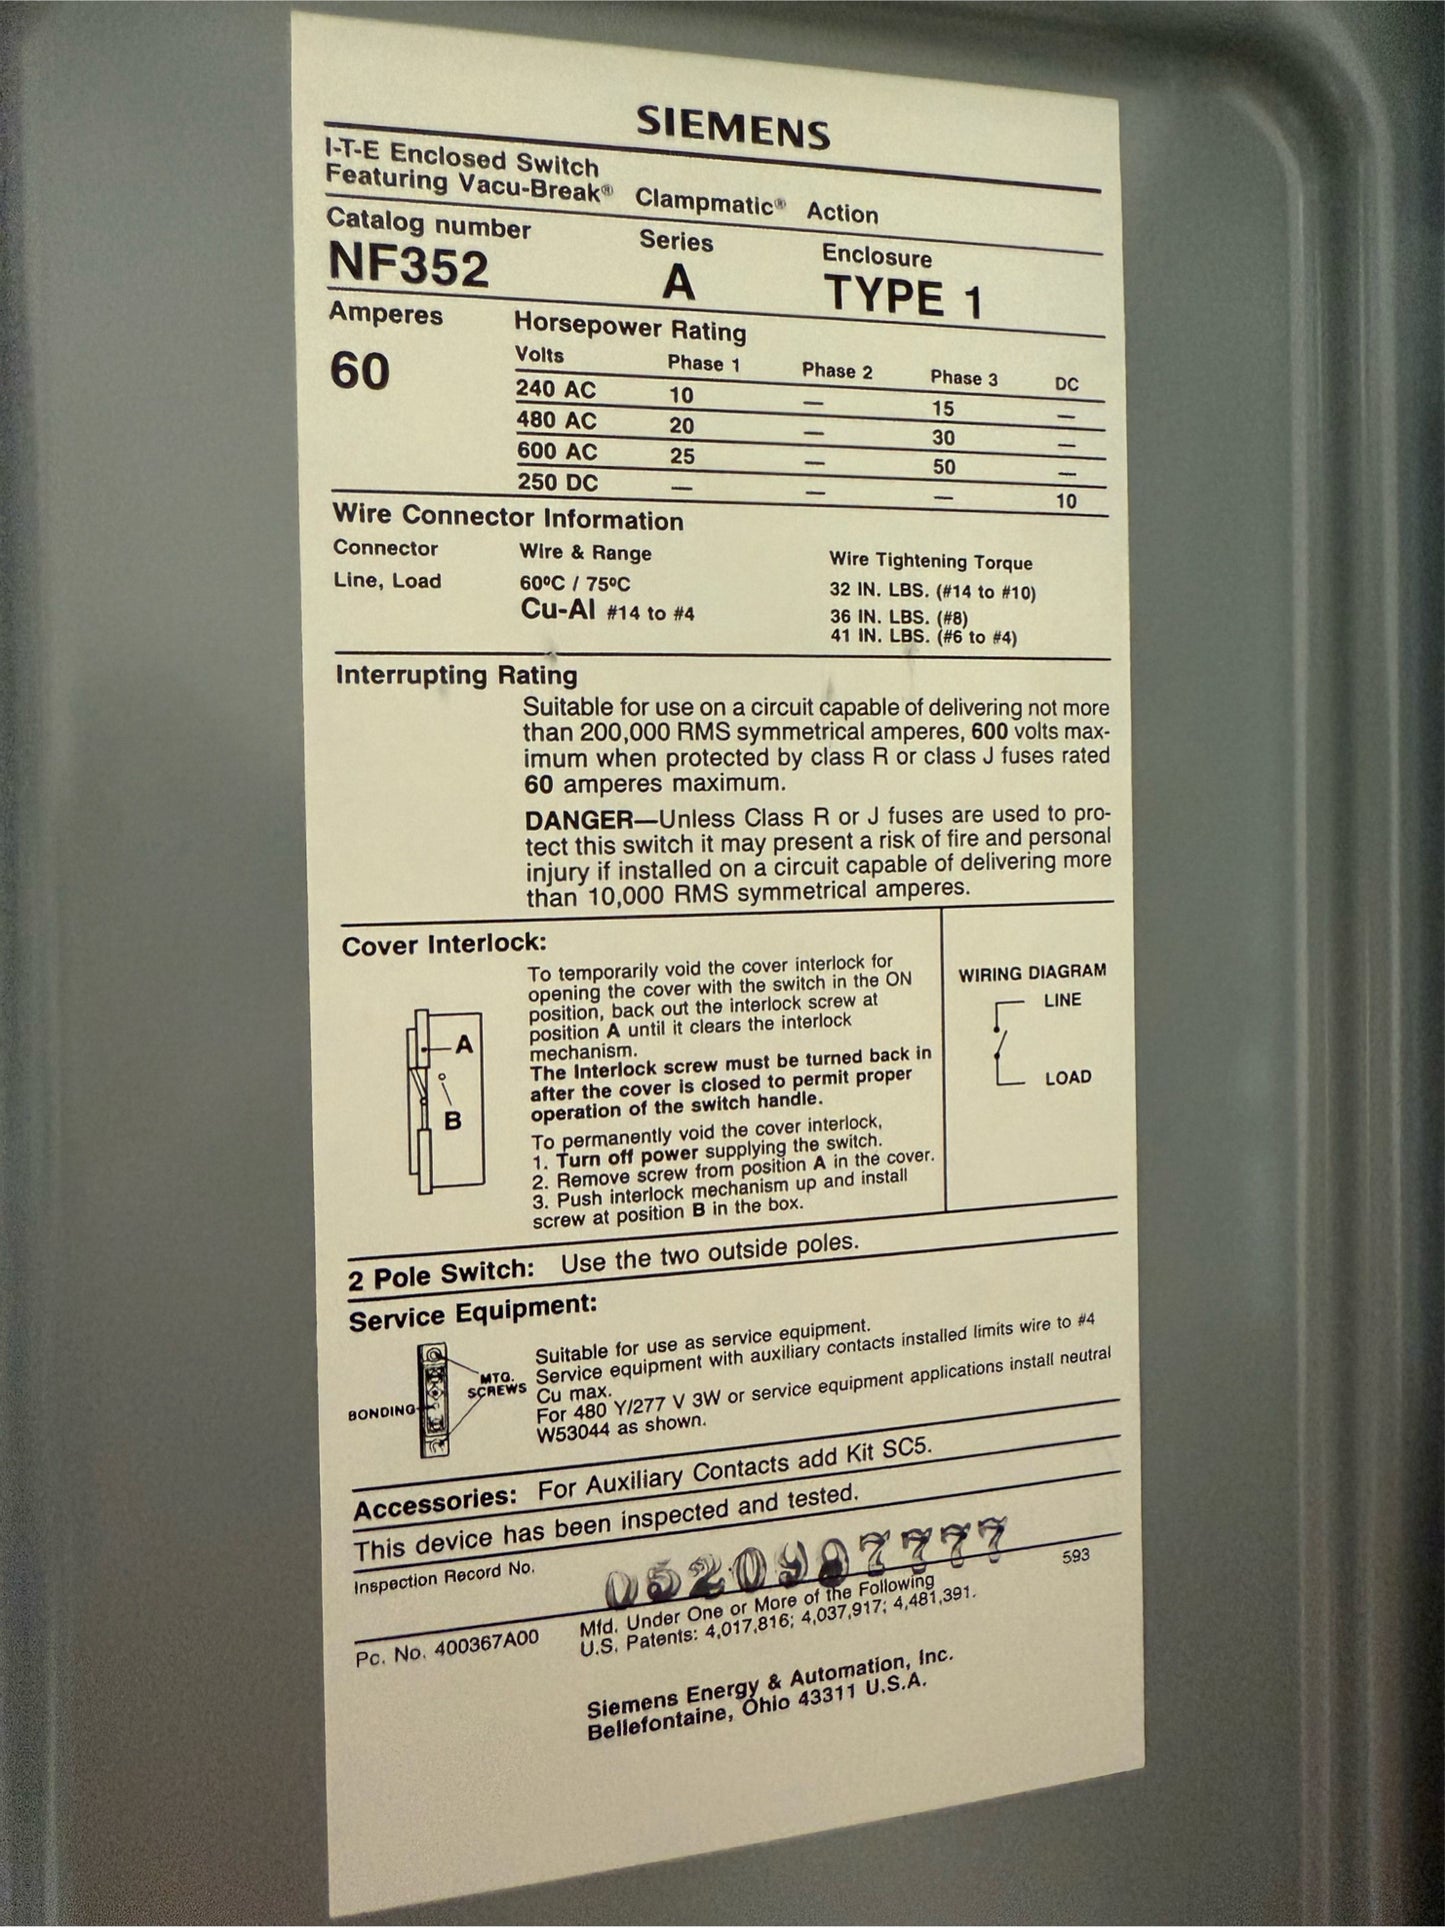 SIEMENS
I-T-E Enclosed Switch
Featuring Vacu-Break® Clampmatic® Action
Catalog number Series Enclosure
NF352 A TYPE 1
Amperes Horsepower Rating
60
Volts Phase 1 Phase 2 Phase 3 DC
240 AC 10 — 15 —
480 AC 20 — 30 —
600 AC 25 — 50 —
250 DC — — — 10
Wire Connector Information
Connector Wire & Range Wire Tightening Torque
Line, Load 60ºC / 75ºC 32 IN. LBS. (#14 to #10)
Cu-Al #14 to #4 36 IN. LBS. (#8)
41 IN. LBS. (#6 to #4)
Interrupting Rating
Suitable for use on a circuit capable of delivering not more
than 200,000 RMS symmetrical amperes, 600 volts max-
imum when protected by class R or class J fuses rated
60 amperes maximum.
DANGER—Unless Class R or J fuses are used to pro-
tect this switch it may present a risk of fire and personal
injury if installed on a circuit capable of delivering more
than 10,000 RMS symmetrical amperes.
Cover Interlock:
To temporarily void the cover interlock for
opening the cover with the switch in the ON
position, back out the interlock screw at
position A until it clears the interlock
mechanism.
The Interlock screw must be turned back in
after the cover is closed to permit proper
operation of the switch handle.
To permanently void the cover interlock,
1. Turn off power supplying the switch.
2. Remove screw from position A in the cover.
3. Push interlock mechanism up and install
screw at position B in the box.
A
B
WIRING DIAGRAM
LINE
LOAD
2 Pole Switch: Use the two outside poles.
Service Equipment:
Suitable for use as service equipment.
Service equipment with auxiliary contacts installed limits wire to #4
Cu max.
For 480 Y/277 V 3W or service equipment applications install neutral
W53044 as shown.
MTG.
SCREWS
BONDING
Accessories: For Auxiliary Contacts add Kit SC5.
This device has been inspected and tested.
Inspection Record No. 593
Mfd. Under One or More of the Following
Pc. No. 400367A00 U.S. Patents: 4,017,816; 4,037,917; 4,481,391.
Siemens Energy & Automation, Inc.
Bellefontaine, Ohio 43311 U.S.A.